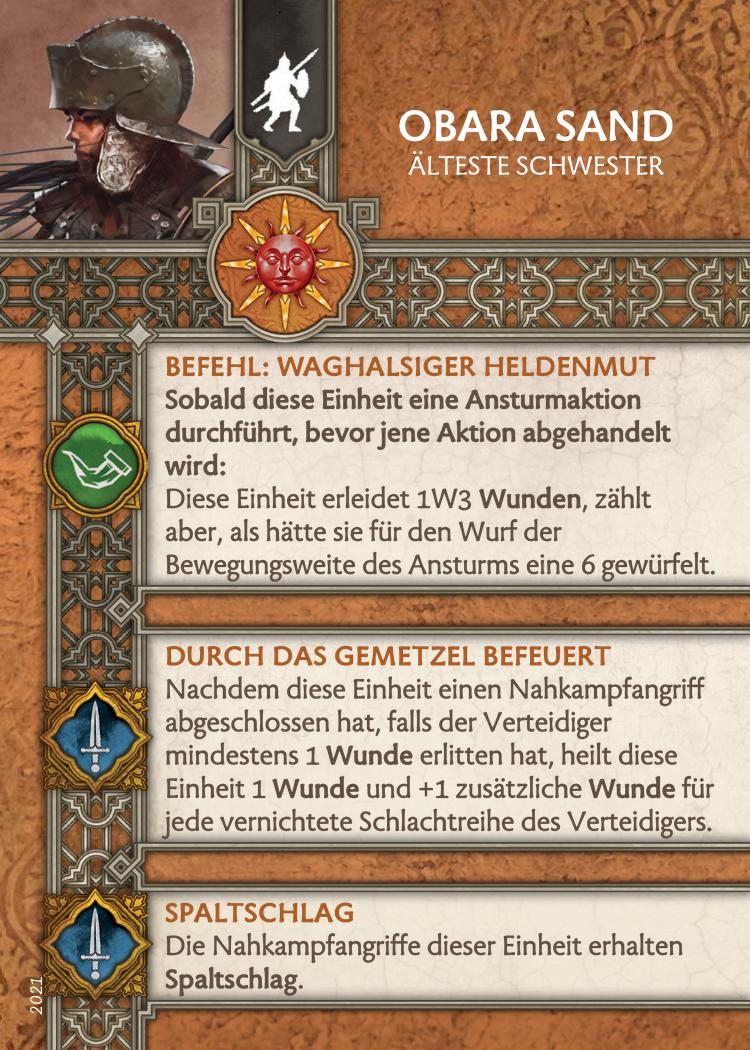 OBARA SAND
ÄLTESTE SCHWESTER
BEFEHL: WAGHALSIGER HELDENMUT
Sobald diese Einheit eine Ansturmaktion
durchführt, bevor jene Aktion abgehandelt
wird:
Diese Einheit erleidet 1W3 Wunden, zählt
aber, als hätte sie für den Wurf der
Bewegungsweite des Ansturms eine 6 gewürfelt.
DURCH DAS GEMETZEL BEFEUERT
Nachdem diese Einheit einen Nahkampfangriff
abgeschlossen hat, falls der Verteidiger
mindestens 1 Wunde erlitten hat, heilt diese
Einheit 1 Wunde und +1 zusätzliche Wunde für
jede vernichtete Schlachtreihe des Verteidigers.
SPALTSCHLAG
Die Nahkampfangriffe dieser Einheit erhalten
Spaltschlag.
2021